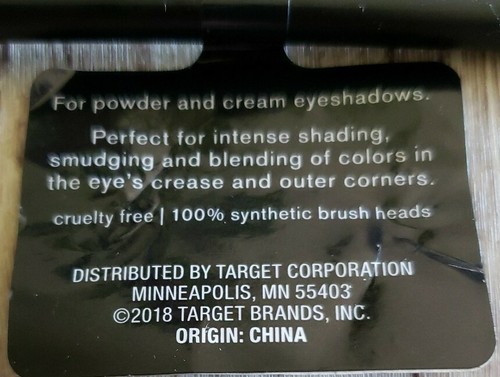 For powder and cream eyeshadows.
Perfect for intense shading,
smudging and blending of colors in
the eye's crease and outer corners.
cruelty free | 100% synthetic brush heads
DISTRIBUTED BY TARGET CORPORATION
MINNEAPOLIS, MN 55403
©2018 TARGET BRANDS, INC.
ORIGIN: CHINA